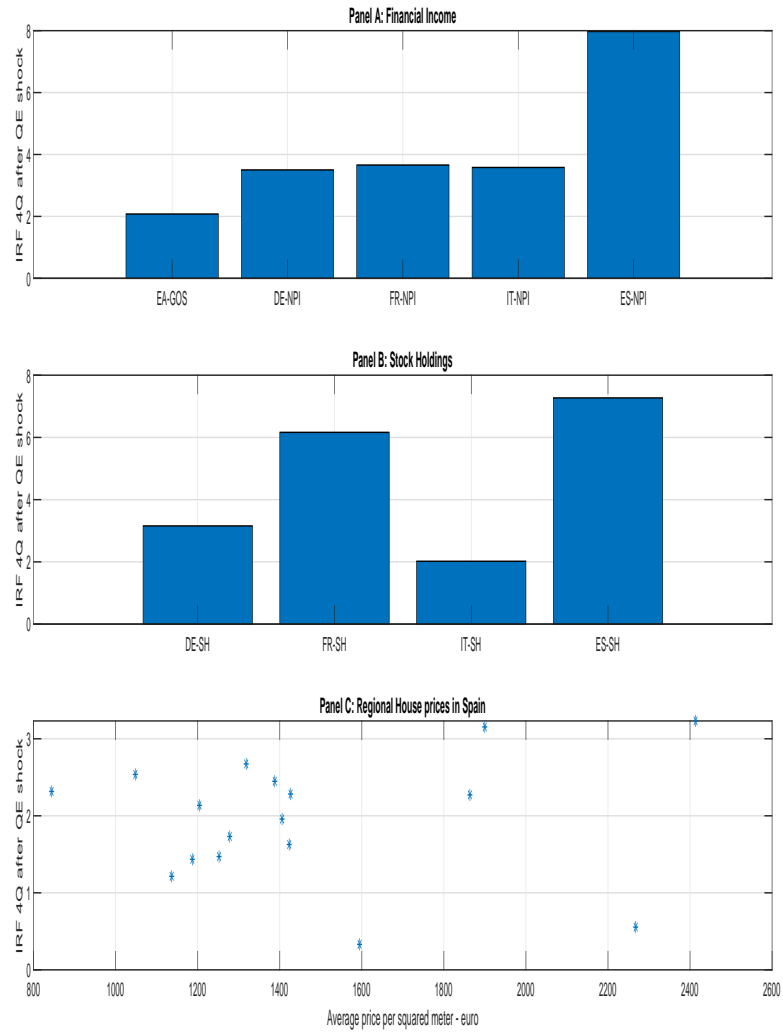 Panel A: Financial Income
IRF 4Q after QE shock
8
6
4
2
0
EA-GOS DE-NPI FR-NPI IT-NPI ES-NPI
Panel B: Stock Holdings
IRF 4Q after QE shock
8
6
4
2
0
DE-SH FR-SH IT-SH ES-SH
Panel C: Regional House prices in Spain
IRF 4Q after QE shock
3
2
1
0
800 1000 1200 1400 1600 1800 2000 2200 2400 2600
Average price per squared meter - euro